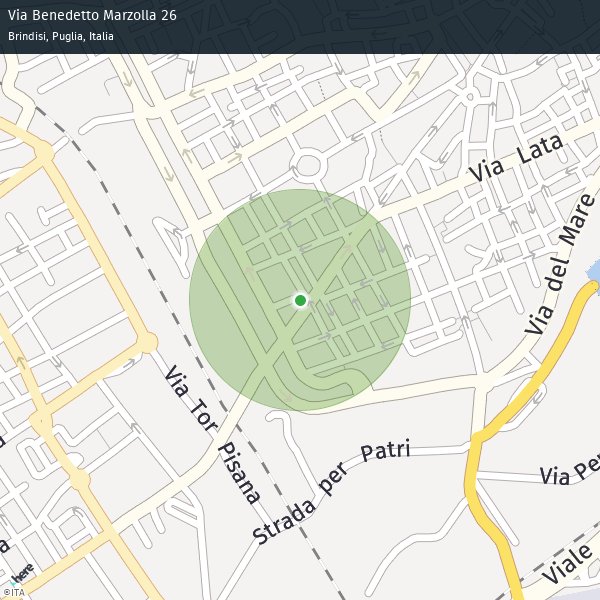 Via Benedetto Marzolla 26
Brindisi, Puglia, Italia
Via Lata
Via del Mare
Via Tor Pisana
Strada per Patri
Via Per
Viale
a
a
here
©ITA